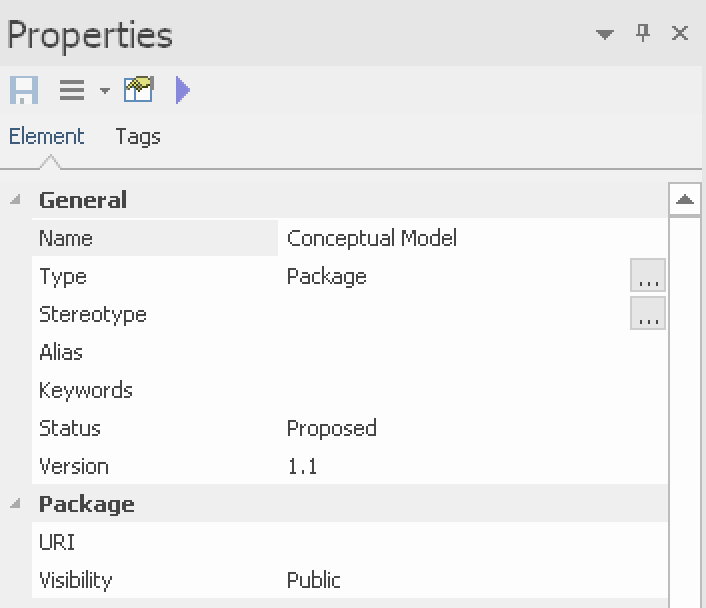 Properties
Element Tags
General
Name Conceptual Model
Type Package ...
Stereotype ...
Alias
Keywords
Status Proposed
Version 1.1
Package
URI
Visibility Public